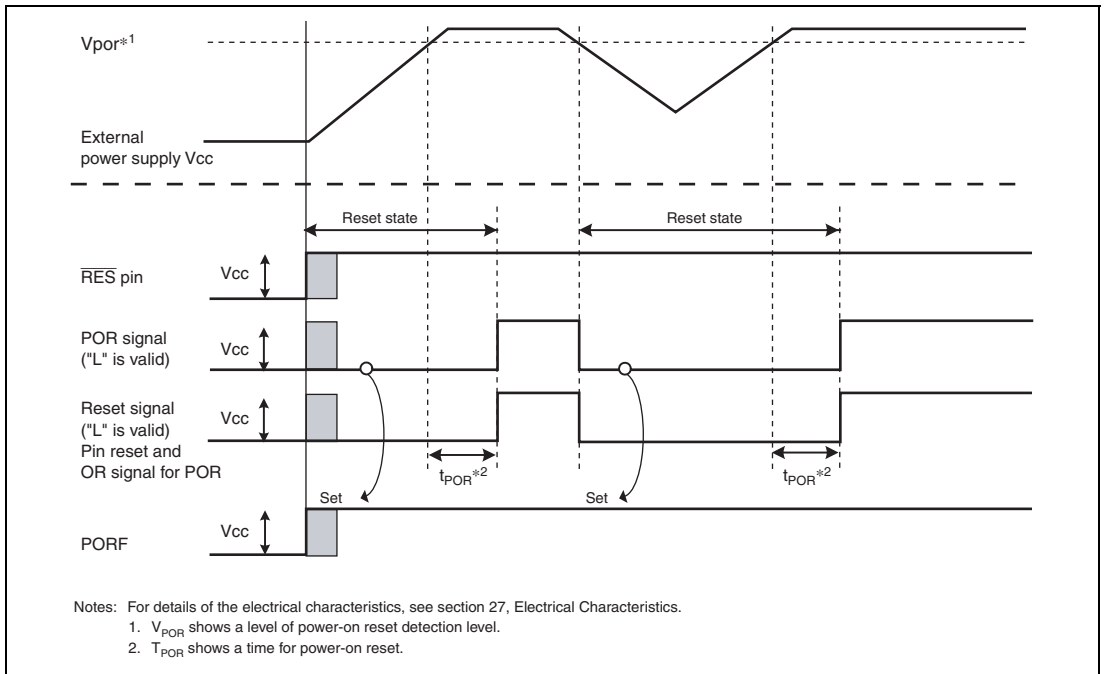 Vpor*1
External
power supply Vcc
Reset state
Reset state
RES pin
Vcc
POR signal
("L" is valid)
Vcc
Reset signal
("L" is valid)
Pin reset and
OR signal for POR
Vcc
tPOR*2
tPOR*2
Set
Set
PORF
Vcc
Notes: For details of the electrical characteristics, see section 27, Electrical Characteristics.
1. VPOR shows a level of power-on reset detection level.
2. TPOR shows a time for power-on reset.